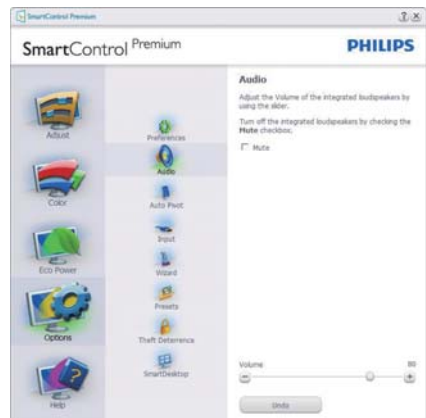 SmartControl Premium
SmartControl Premium
PHILIPS
Adjust
Color
Eco Power
Options
Help
Preferences
Audio
Auto Pivot
Input
Wizard
Presets
Theft Deterrence
SmartDesktop
Audio
Adjust the Volume of the integrated loudspeakers by
using the slider.
Turn off the integrated loudspeakers by checking the
Mute checkbox.
Mute
Volume 80
Undo